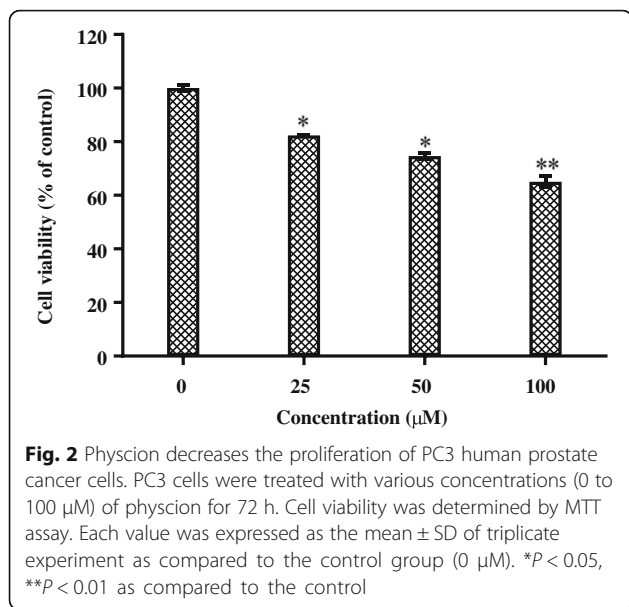 120
100
80
60
40
20
0
Cell viability (% of control)
*
*
**
0 25 50 100
Concentration (μM)
Fig. 2 Physcion decreases the proliferation of PC3 human prostate
cancer cells. PC3 cells were treated with various concentrations (0 to
100 μM) of physcion for 72 h. Cell viability was determined by MTT
assay. Each value was expressed as the mean ± SD of triplicate
experiment as compared to the control group (0 μM). *P < 0.05,
**P < 0.01 as compared to the control